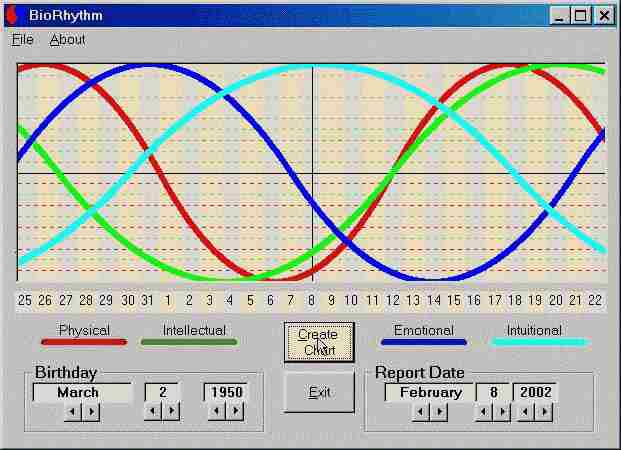 BioRhythm
File About
25 26 27 28 29 30 31 1 2 3 4 5 6 7 8 9 10 11 12 13 14 15 16 17 18 19 20 21 22
Physical Intellectual Create Chart Emotional Intuitional
Birthday Report Date
March 2 1950 Exit February 8 2002